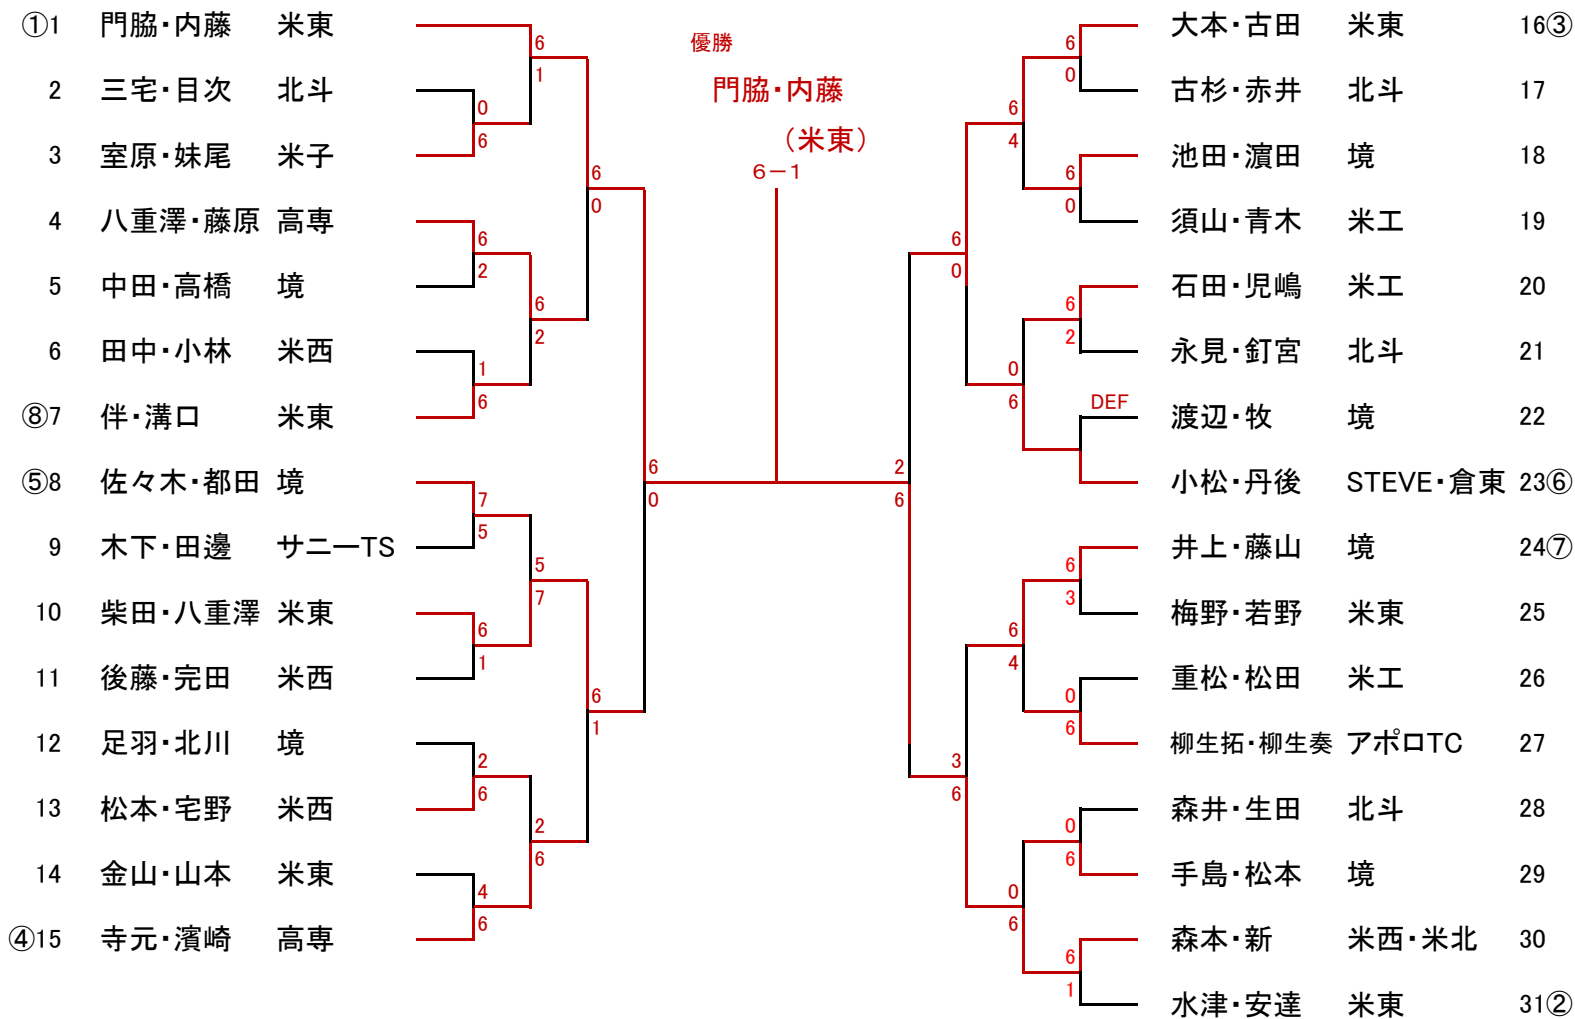 ①1 門脇・内藤 米東
2 三宅・目次 北斗
3 室原・妹尾 米子
4 八重澤・藤原 高専
5 中田・高橋 境
6 田中・小林 米西
⑧7 伴・溝口 米東
⑤8 佐々木・都田 境
9 木下・田邊 サニーTS
10 柴田・八重澤 米東
11 後藤・完田 米西
12 足羽・北川 境
13 松本・宅野 米西
14 金山・山本 米東
④15 寺元・濱崎 高専
0
6
6
2
1
6
7
5
6
1
2
6
4
6
6
1
6
2
5
7
2
6
6
0
6
1
6
0
優勝
門脇・内藤
（米東）
6－1
2
6
6
0
3
6
6
4
0
6
6
4
0
6
6
0
6
0
6
2
DEF
6
3
0
6
0
6
6
1
大本・古田 米東 16③
古杉・赤井 北斗 17
池田・濵田 境 18
須山・青木 米工 19
石田・児嶋 米工 20
永見・釘宮 北斗 21
渡辺・牧 境 22
小松・丹後 STEVE・倉東 23⑥
井上・藤山 境 24⑦
梅野・若野 米東 25
重松・松田 米工 26
柳生拓・柳生奏 アポロTC 27
森井・生田 北斗 28
手島・松本 境 29
森本・新 米西・米北 30
水津・安達 米東 31②